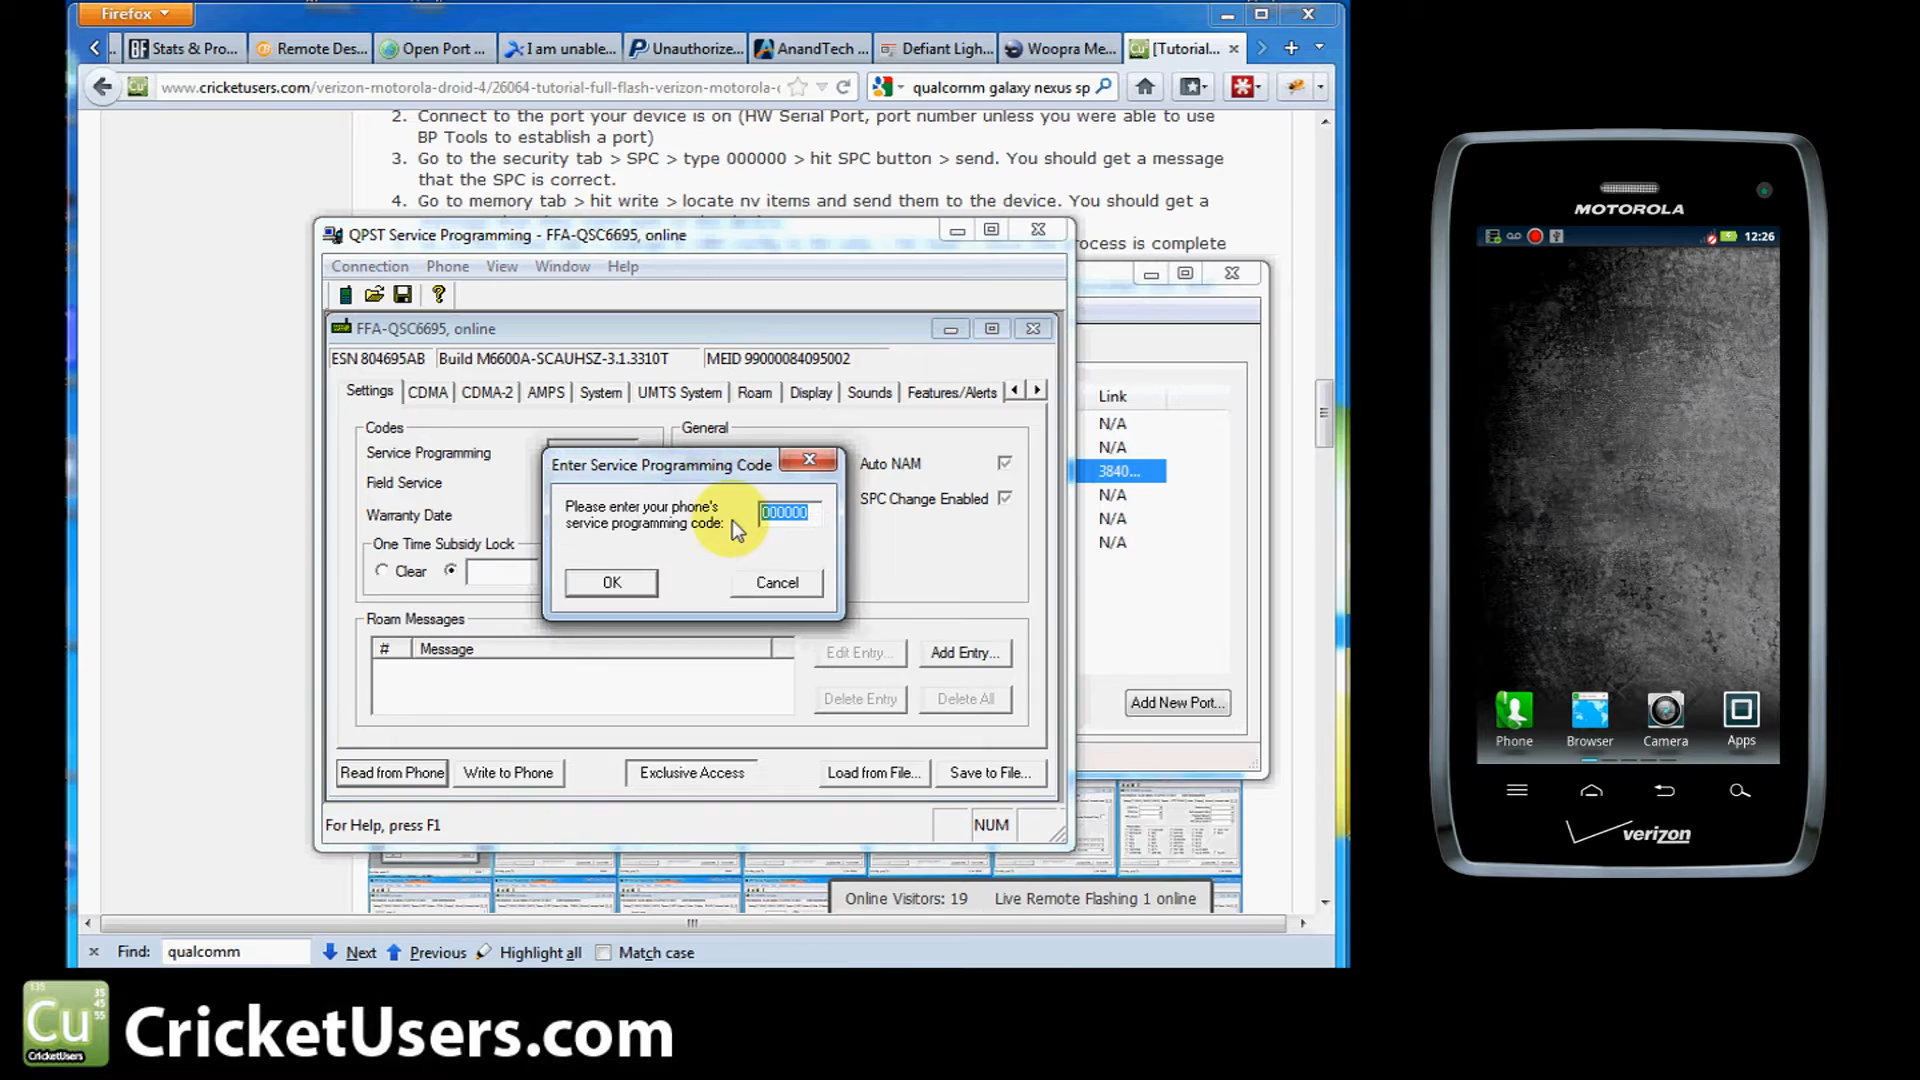 Firefox
Stats & Pro...
Remote Des...
Open Port ...
I am unable...
Unauthorize...
AnandTech ...
Defiant Ligh...
Woopra Me...
[Tutorial...
www.cricketusers.com/verizon-motorola-droid-4/26064-tutorial-full-flash-verizon-motorola-
qualcomm galaxy nexus sp
2. Connect to the port your device is on (HW Serial Port, port number unless you were able to use
BP Tools to establish a port)
3. Go to the security tab > SPC > type 000000 > hit SPC button > send. You should get a message
that the SPC is correct.
4. Go to memory tab > hit write > locate nv items and send them to the device. You should get a
rocess is complete
QPST Service Programming - FFA-QSC6695, online
Connection Phone View Window Help
FFA-QSC6695, online
ESN 804695AB Build M6600A-SCAUHSZ-3.1.3310T MEID 99000084095002
Settings CDMA CDMA-2 AMPS System UMTS System Roam Display Sounds Features/Alerts
Codes
General
Service Programming
Field Service
Warranty Date
One Time Subsidy Lock
Clear
Auto NAM
SPC Change Enabled
Enter Service Programming Code
Please enter your phone's
service programming code:
000000
OK
Cancel
Roam Messages
# Message
Edit Entry...
Add Entry...
Delete Entry
Delete All
Read from Phone
Write to Phone
Exclusive Access
Load from File...
Save to File...
For Help, press F1
NUM
Link
N/A
N/A
3840...
N/A
N/A
N/A
Add New Port...
Online Visitors: 19
Live Remote Flashing 1 online
Find: qualcomm Next Previous Highlight all Match case
MOTOROLA
12:26
Phone
Browser
Camera
Apps
verizon
135
35
45
55
Cu
CricketUsers
CricketUsers.com